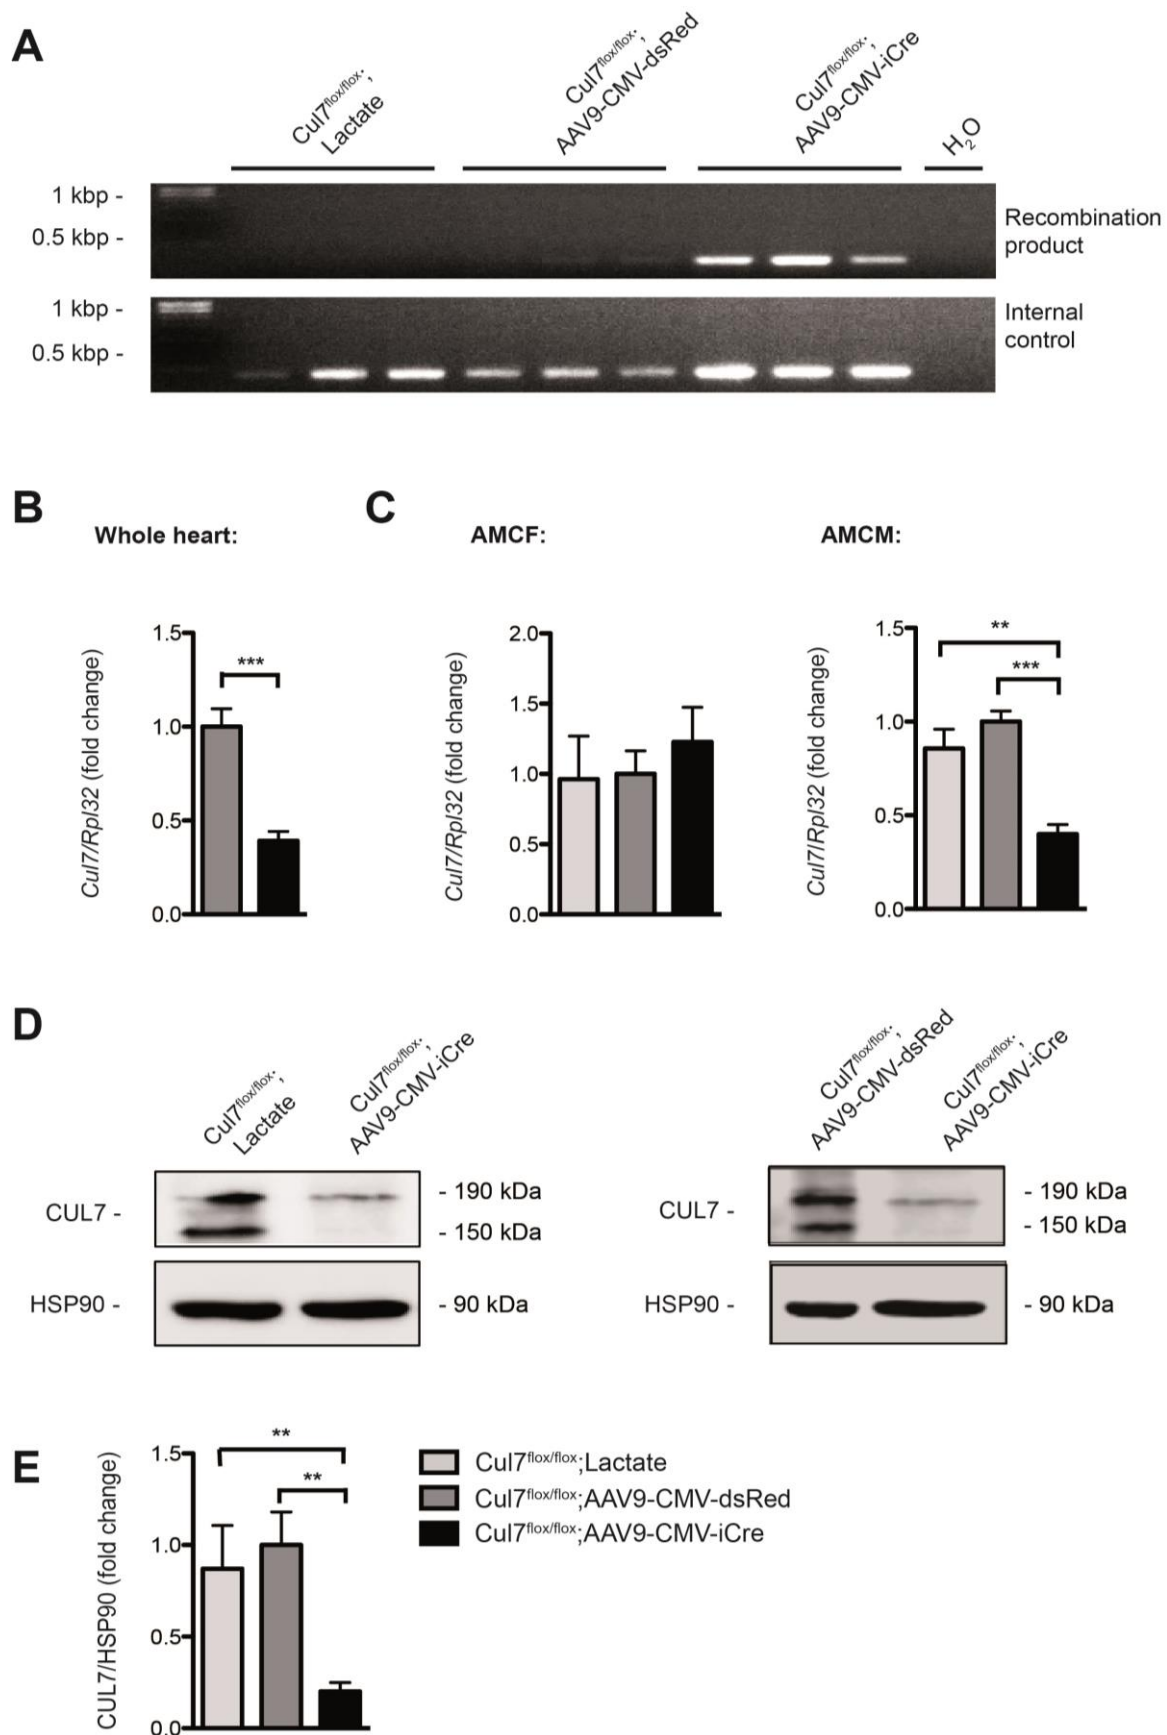 A
Cul7flox/flox;
Lactate
Cul7flox/flox;
AAV9-CMV-dsRed
Cul7flox/flox;
AAV9-CMV-iCre
H2O
1 kbp -
0.5 kbp -
Recombination
product
1 kbp -
0.5 kbp -
Internal
control
B
Whole heart:
Cul7/Rpl32 (fold change)
1.5
1.0
0.5
0.0
***
C
AMCF:
Cul7/Rpl32 (fold change)
2.0
1.5
1.0
0.5
0.0
AMCM:
Cul7/Rpl32 (fold change)
1.5
1.0
0.5
0.0
**
***
D
Cul7flox/flox;
Lactate
Cul7flox/flox;
AAV9-CMV-iCre
CUL7 -
- 190 kDa
- 150 kDa
HSP90 -
- 90 kDa
Cul7flox/flox;
AAV9-CMV-dsRed
Cul7flox/flox;
AAV9-CMV-iCre
CUL7 -
- 190 kDa
- 150 kDa
HSP90 -
- 90 kDa
E
CUL7/HSP90 (fold change)
1.5
1.0
0.5
0.0
**
**
Cul7flox/flox;Lactate
Cul7flox/flox;AAV9-CMV-dsRed
Cul7flox/flox;AAV9-CMV-iCre